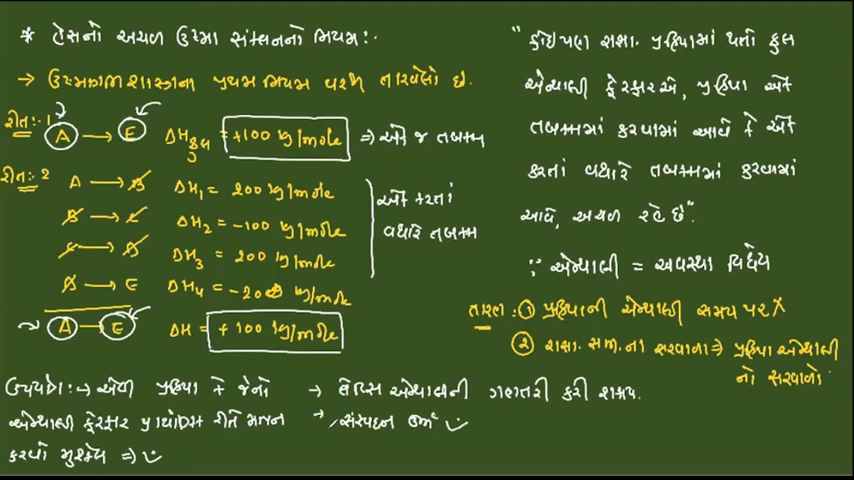 * હેસનો અચળ ઉષ્મા સંકલનનો નિયમ:-
→ ઉષ્માગતિ શાસ્ત્રના પ્રથમ નિયમ પરથી તારવેલો છે.
રીત:-1
A → E ΔH = +100 kJ/mole ⇒ એક જ તબક્કા
રીત:-2
A → B ΔH₁ = 200 kJ/mole
B → C ΔH₂ = -100 kJ/mole
C → D ΔH₃ = 200 kJ/mole
D → E ΔH₄ = -200 kJ/mole
એક કરતાં
વધારે તબક્કા
→ A → E ΔH = +100 kJ/mole
ઉપયોગ:→ એવી પ્રક્રિયા કે જેનો
એન્થાલ્પી ફેરફાર પ્રાયોગિક રીતે માપન
કરવો મુશ્કેલ ⇒
→ લેટિસ એન્થાલ્પીની ગણતરી કરી શકાય.
→ સંક્રમણ
"કોઈપણ રાસા. પ્રક્રિયામાં થતો કુલ
એન્થાલ્પી ફેરફાર એ, પ્રક્રિયા એક
તબક્કામાં કરવામાં આવે કે એક
કરતાં વધારે તબક્કામાં કરવામાં
આવે, અચળ રહે છે".
∵ એન્થાલ્પી = અવસ્થા વિધેય
તારણ:① પ્રક્રિયાની એન્થાલ્પી સમય પર X
② રાસા. સમી.ના સરવાળા ⇒ પ્રક્રિયા એન્થાલ્પી
નો સરવાળો.